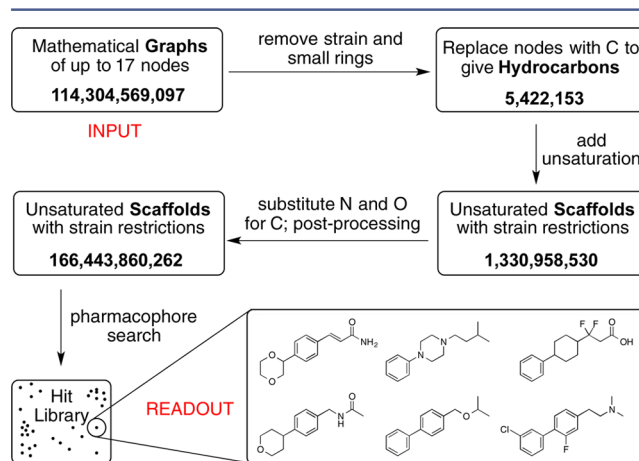 Mathematical Graphs
of up to 17 nodes
114,304,569,097
INPUT
remove strain and
small rings
Replace nodes with C to
give Hydrocarbons
5,422,153
add
unsaturation
Unsaturated Scaffolds
with strain restrictions
1,330,958,530
substitute N and O
for C; post-processing
Unsaturated Scaffolds
with strain restrictions
166,443,860,262
pharmacophore
search
Hit
Library
READOUT
O
NH2
O
O
N
N
F F
O
OH
O
N
H
O
O
Cl
F
N